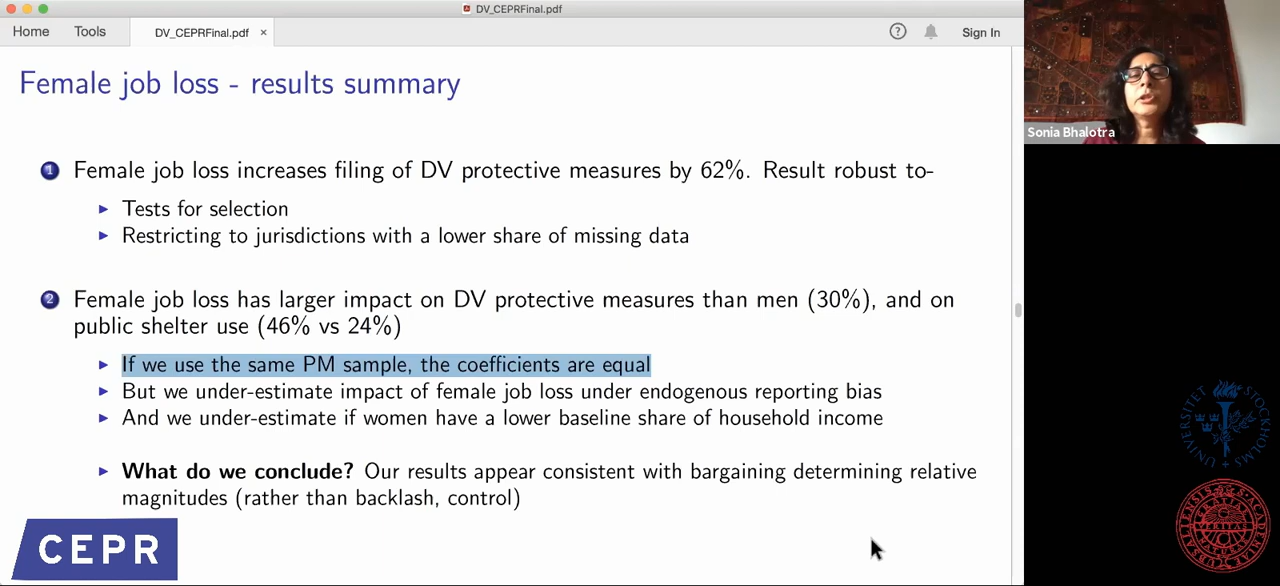 DV_CEPRFinal.pdf
Home
Tools
DV_CEPRFinal.pdf ×
?
Sign In
Female job loss - results summary
1 Female job loss increases filing of DV protective measures by 62%. Result robust to-
Tests for selection
Restricting to jurisdictions with a lower share of missing data
2 Female job loss has larger impact on DV protective measures than men (30%), and on
public shelter use (46% vs 24%)
If we use the same PM sample, the coefficients are equal
But we under-estimate impact of female job loss under endogenous reporting bias
And we under-estimate if women have a lower baseline share of household income
What do we conclude? Our results appear consistent with bargaining determining relative
magnitudes (rather than backlash, control)
CEPR
Sonia Bhalotra
STOCKHOLMS
UNIVERSITET